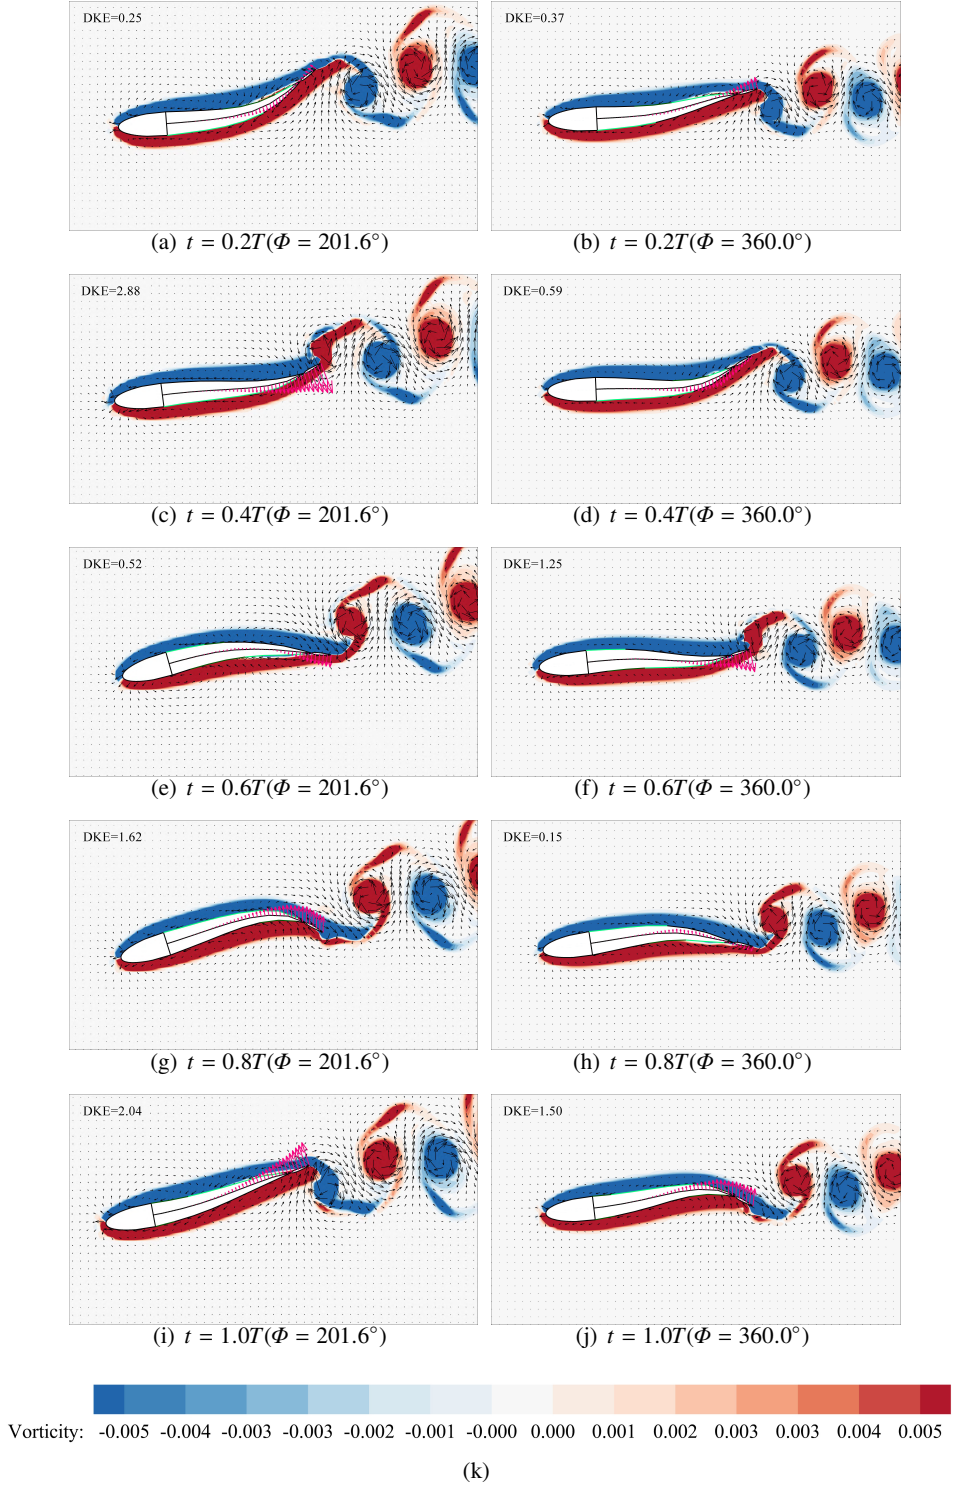 DKE=0.25
DKE=0.37
(a) t = 0.2T(Φ = 201.6°)
(b) t = 0.2T(Φ = 360.0°)
DKE=2.88
DKE=0.59
(c) t = 0.4T(Φ = 201.6°)
(d) t = 0.4T(Φ = 360.0°)
DKE=0.52
DKE=1.25
(e) t = 0.6T(Φ = 201.6°)
(f) t = 0.6T(Φ = 360.0°)
DKE=1.62
DKE=0.15
(g) t = 0.8T(Φ = 201.6°)
(h) t = 0.8T(Φ = 360.0°)
DKE=2.04
DKE=1.50
(i) t = 1.0T(Φ = 201.6°)
(j) t = 1.0T(Φ = 360.0°)
Vorticity: -0.005 -0.004 -0.003 -0.003 -0.002 -0.001 -0.000 0.000 0.001 0.002 0.003 0.003 0.004 0.005
(k)